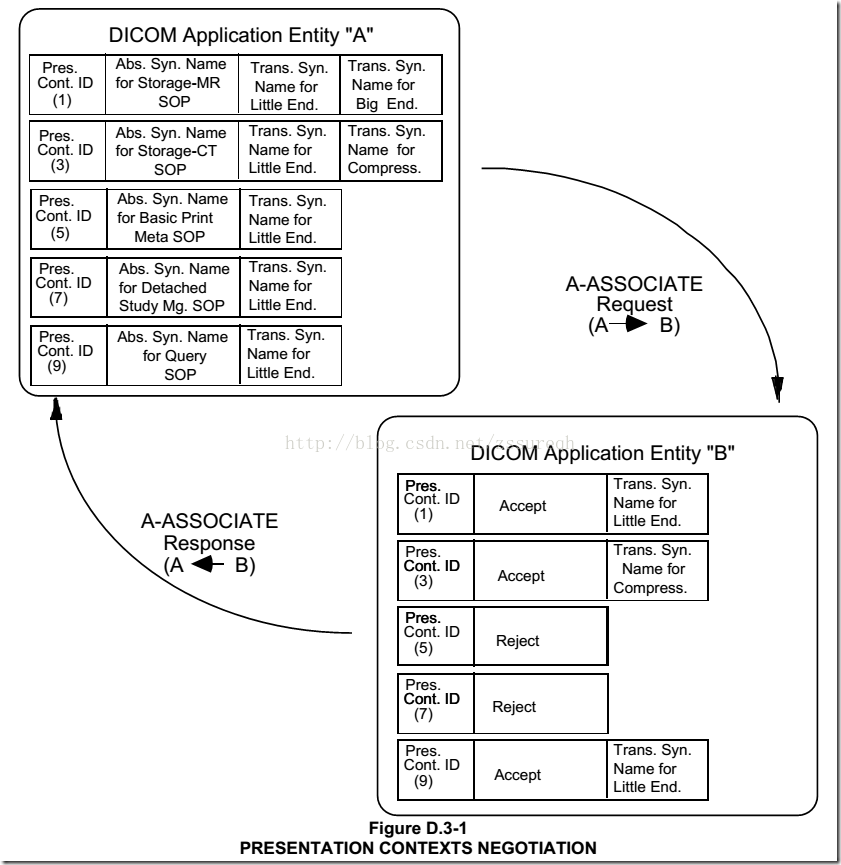 DICOM Application Entity "A"
Pres.
Cont. ID
(1)
Abs. Syn. Name
for Storage-MR
SOP
Trans. Syn.
Name for
Little End.
Trans. Syn.
Name for
Big End.
Pres.
Cont. ID
(3)
Abs. Syn. Name
for Storage-CT
SOP
Trans. Syn.
Name for
Little End.
Trans. Syn.
Name for
Compress.
Pres.
Cont. ID
(5)
Abs. Syn. Name
for Basic Print
Meta SOP
Trans. Syn.
Name for
Little End.
Pres.
Cont. ID
(7)
Abs. Syn. Name
for Detached
Study Mg. SOP
Trans. Syn.
Name for
Little End.
Pres.
Cont. ID
(9)
Abs. Syn. Name
for Query
SOP
Trans. Syn.
Name for
Little End.
A-ASSOCIATE
Request
(A B)
http://blog.csdn.net/zssureqh
DICOM Application Entity "B"
Pres.
Cont. ID
(1)
Accept
Trans. Syn.
Name for
Little End.
Pres.
Cont. ID
(3)
Accept
Trans. Syn.
Name for
Compress.
Pres.
Cont. ID
(5)
Reject
Pres.
Cont. ID
(7)
Reject
Pres.
Cont. ID
(9)
Accept
Trans. Syn.
Name for
Little End.
A-ASSOCIATE
Response
(A B)
Figure D.3-1
PRESENTATION CONTEXTS NEGOTIATION